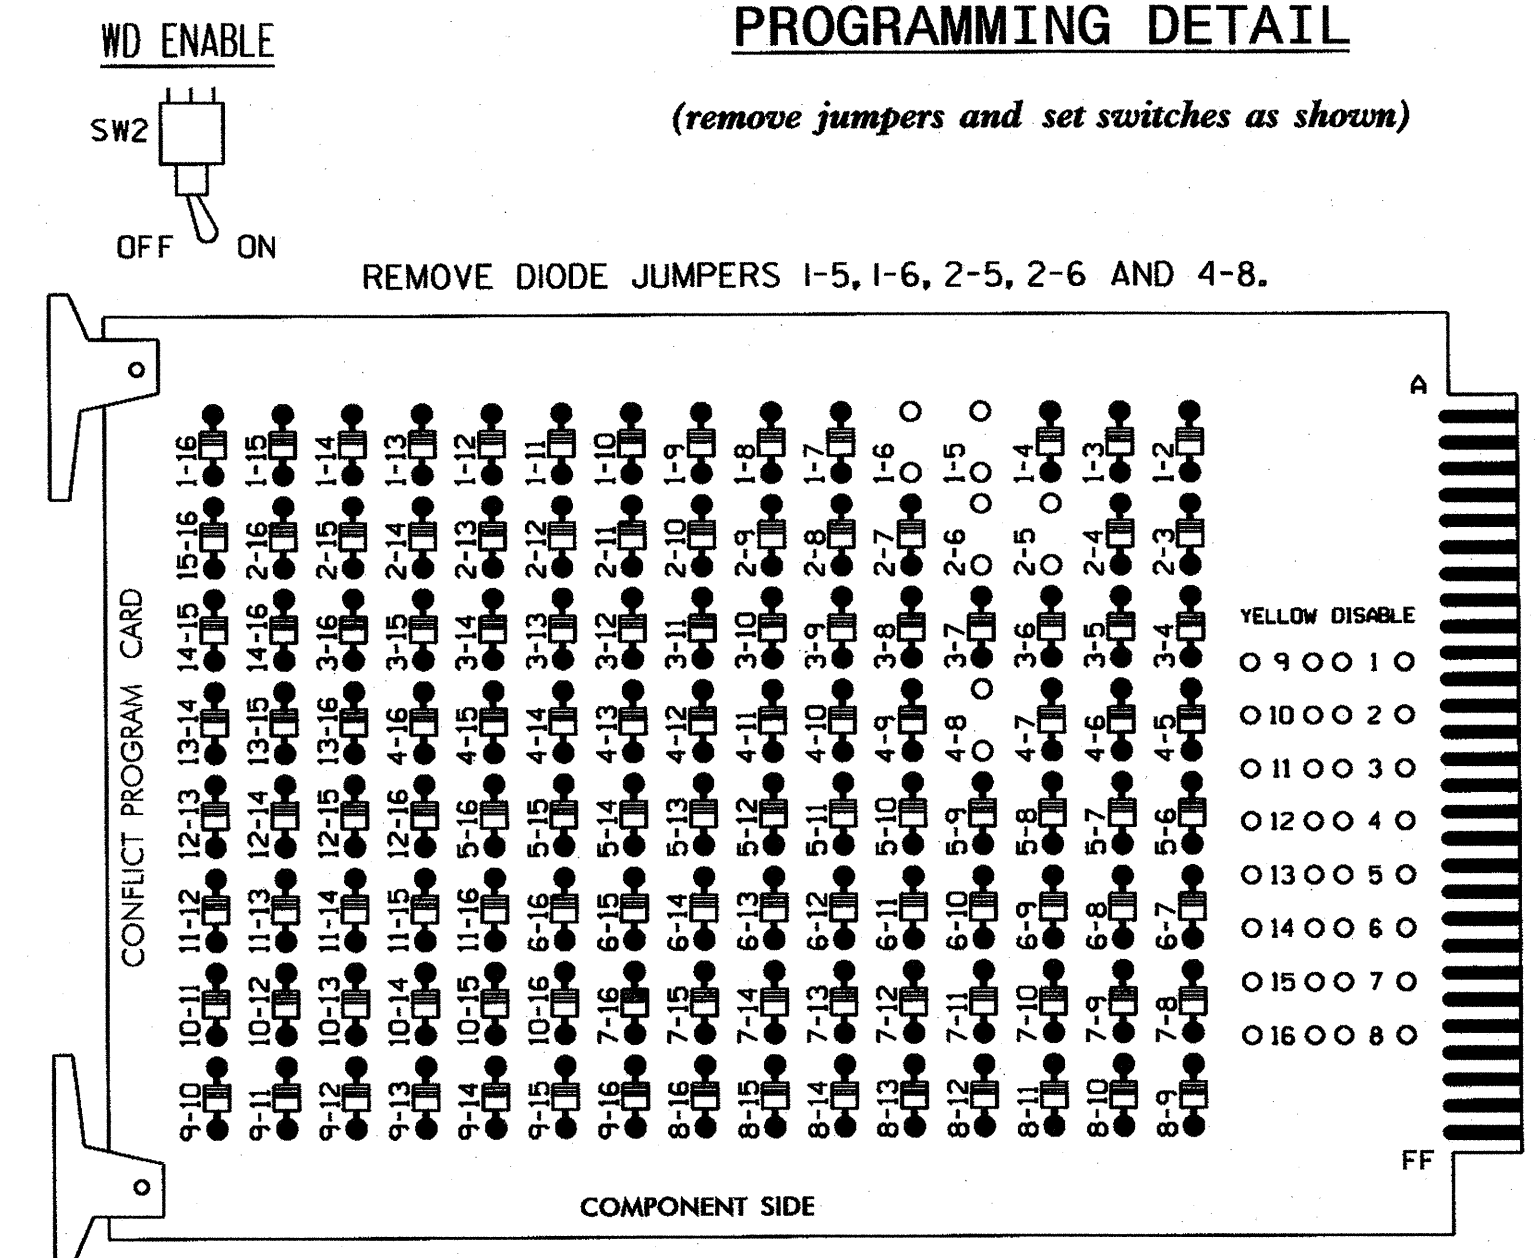 PROGRAMMING DETAIL
WD ENABLE
(remove jumpers and set switches as shown)
SW2
OFF ON
REMOVE DIODE JUMPERS 1-5, 1-6, 2-5, 2-6 AND 4-8.
A
1-16 1-15 1-14 1-13 1-12 1-11 1-10 1-9 1-8 1-7 1-6 1-5 1-4 1-3 1-2
15-16 2-16 2-15 2-14 2-13 2-12 2-11 2-10 2-9 2-8 2-7 2-6 2-5 2-4 2-3
14-15 14-16 3-16 3-15 3-14 3-13 3-12 3-11 3-10 3-9 3-8 3-7 3-6 3-5 3-4
13-14 13-15 13-16 4-16 4-15 4-14 4-13 4-12 4-11 4-10 4-9 4-8 4-7 4-6 4-5
12-13 12-14 12-15 12-16 5-16 5-15 5-14 5-13 5-12 5-11 5-10 5-9 5-8 5-7 5-6
11-12 11-13 11-14 11-15 11-16 6-16 6-15 6-14 6-13 6-12 6-11 6-10 6-9 6-8 6-7
10-11 10-12 10-13 10-14 10-15 10-16 7-16 7-15 7-14 7-13 7-12 7-11 7-10 7-9 7-8
9-10 9-11 9-12 9-13 9-14 9-15 9-16 8-16 8-15 8-14 8-13 8-12 8-11 8-10 8-9
CONFLICT PROGRAM CARD
YELLOW DISABLE
9 1
10 2
11 3
12 4
13 5
14 6
15 7
16 8
FF
COMPONENT SIDE